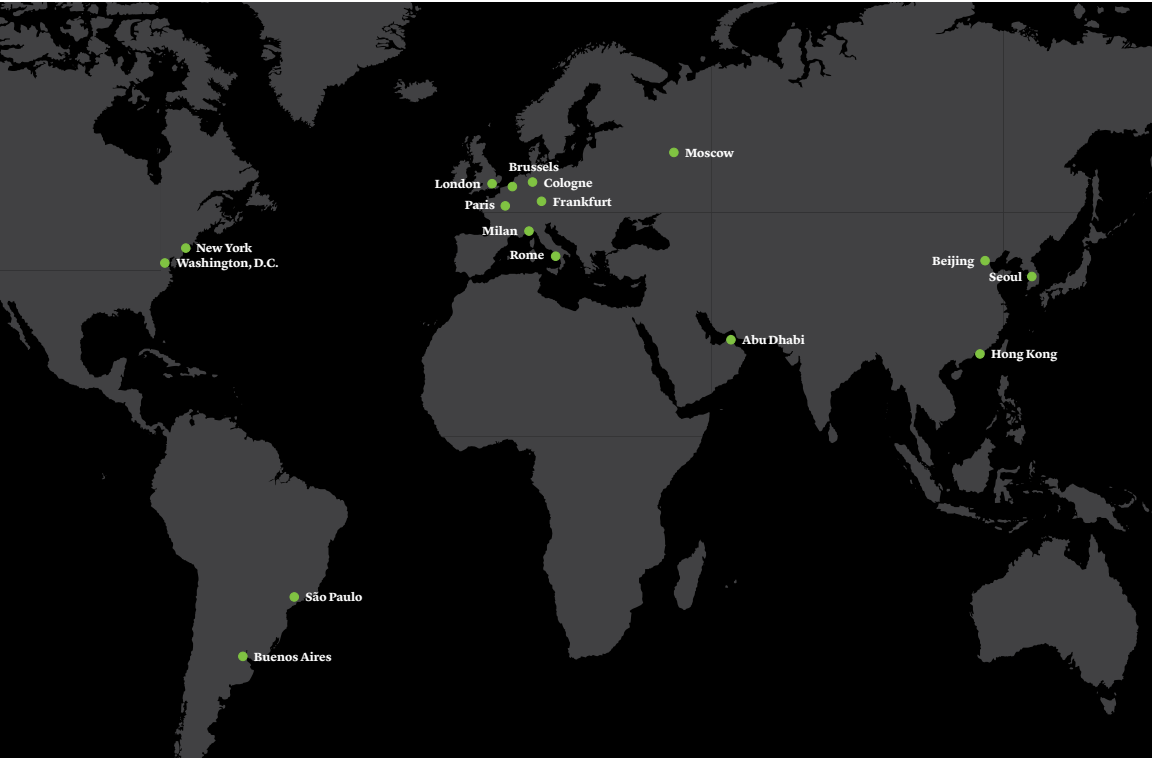 Moscow
Brussels
London
Cologne
Paris
Frankfurt
Milan
New York
Rome
Washington, D.C.
Beijing
Seoul
Abu Dhabi
Hong Kong
São Paulo
Buenos Aires